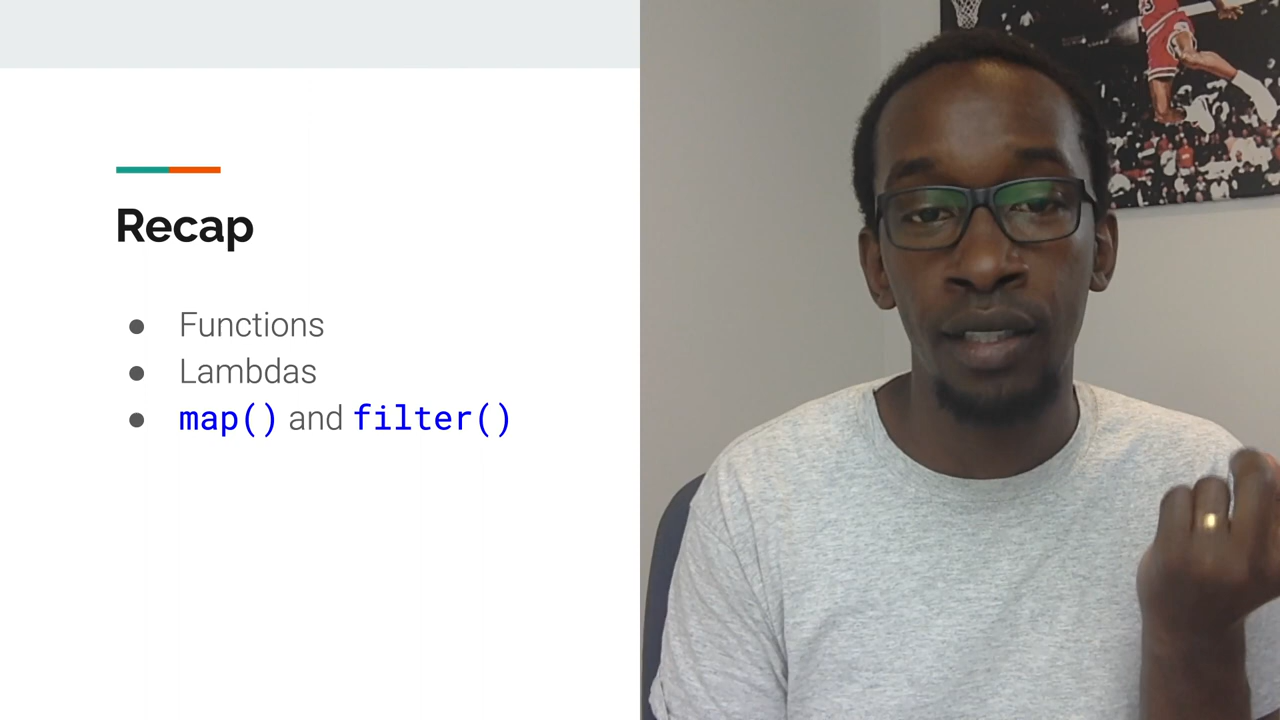 Recap
● Functions
● Lambdas
● map() and filter()